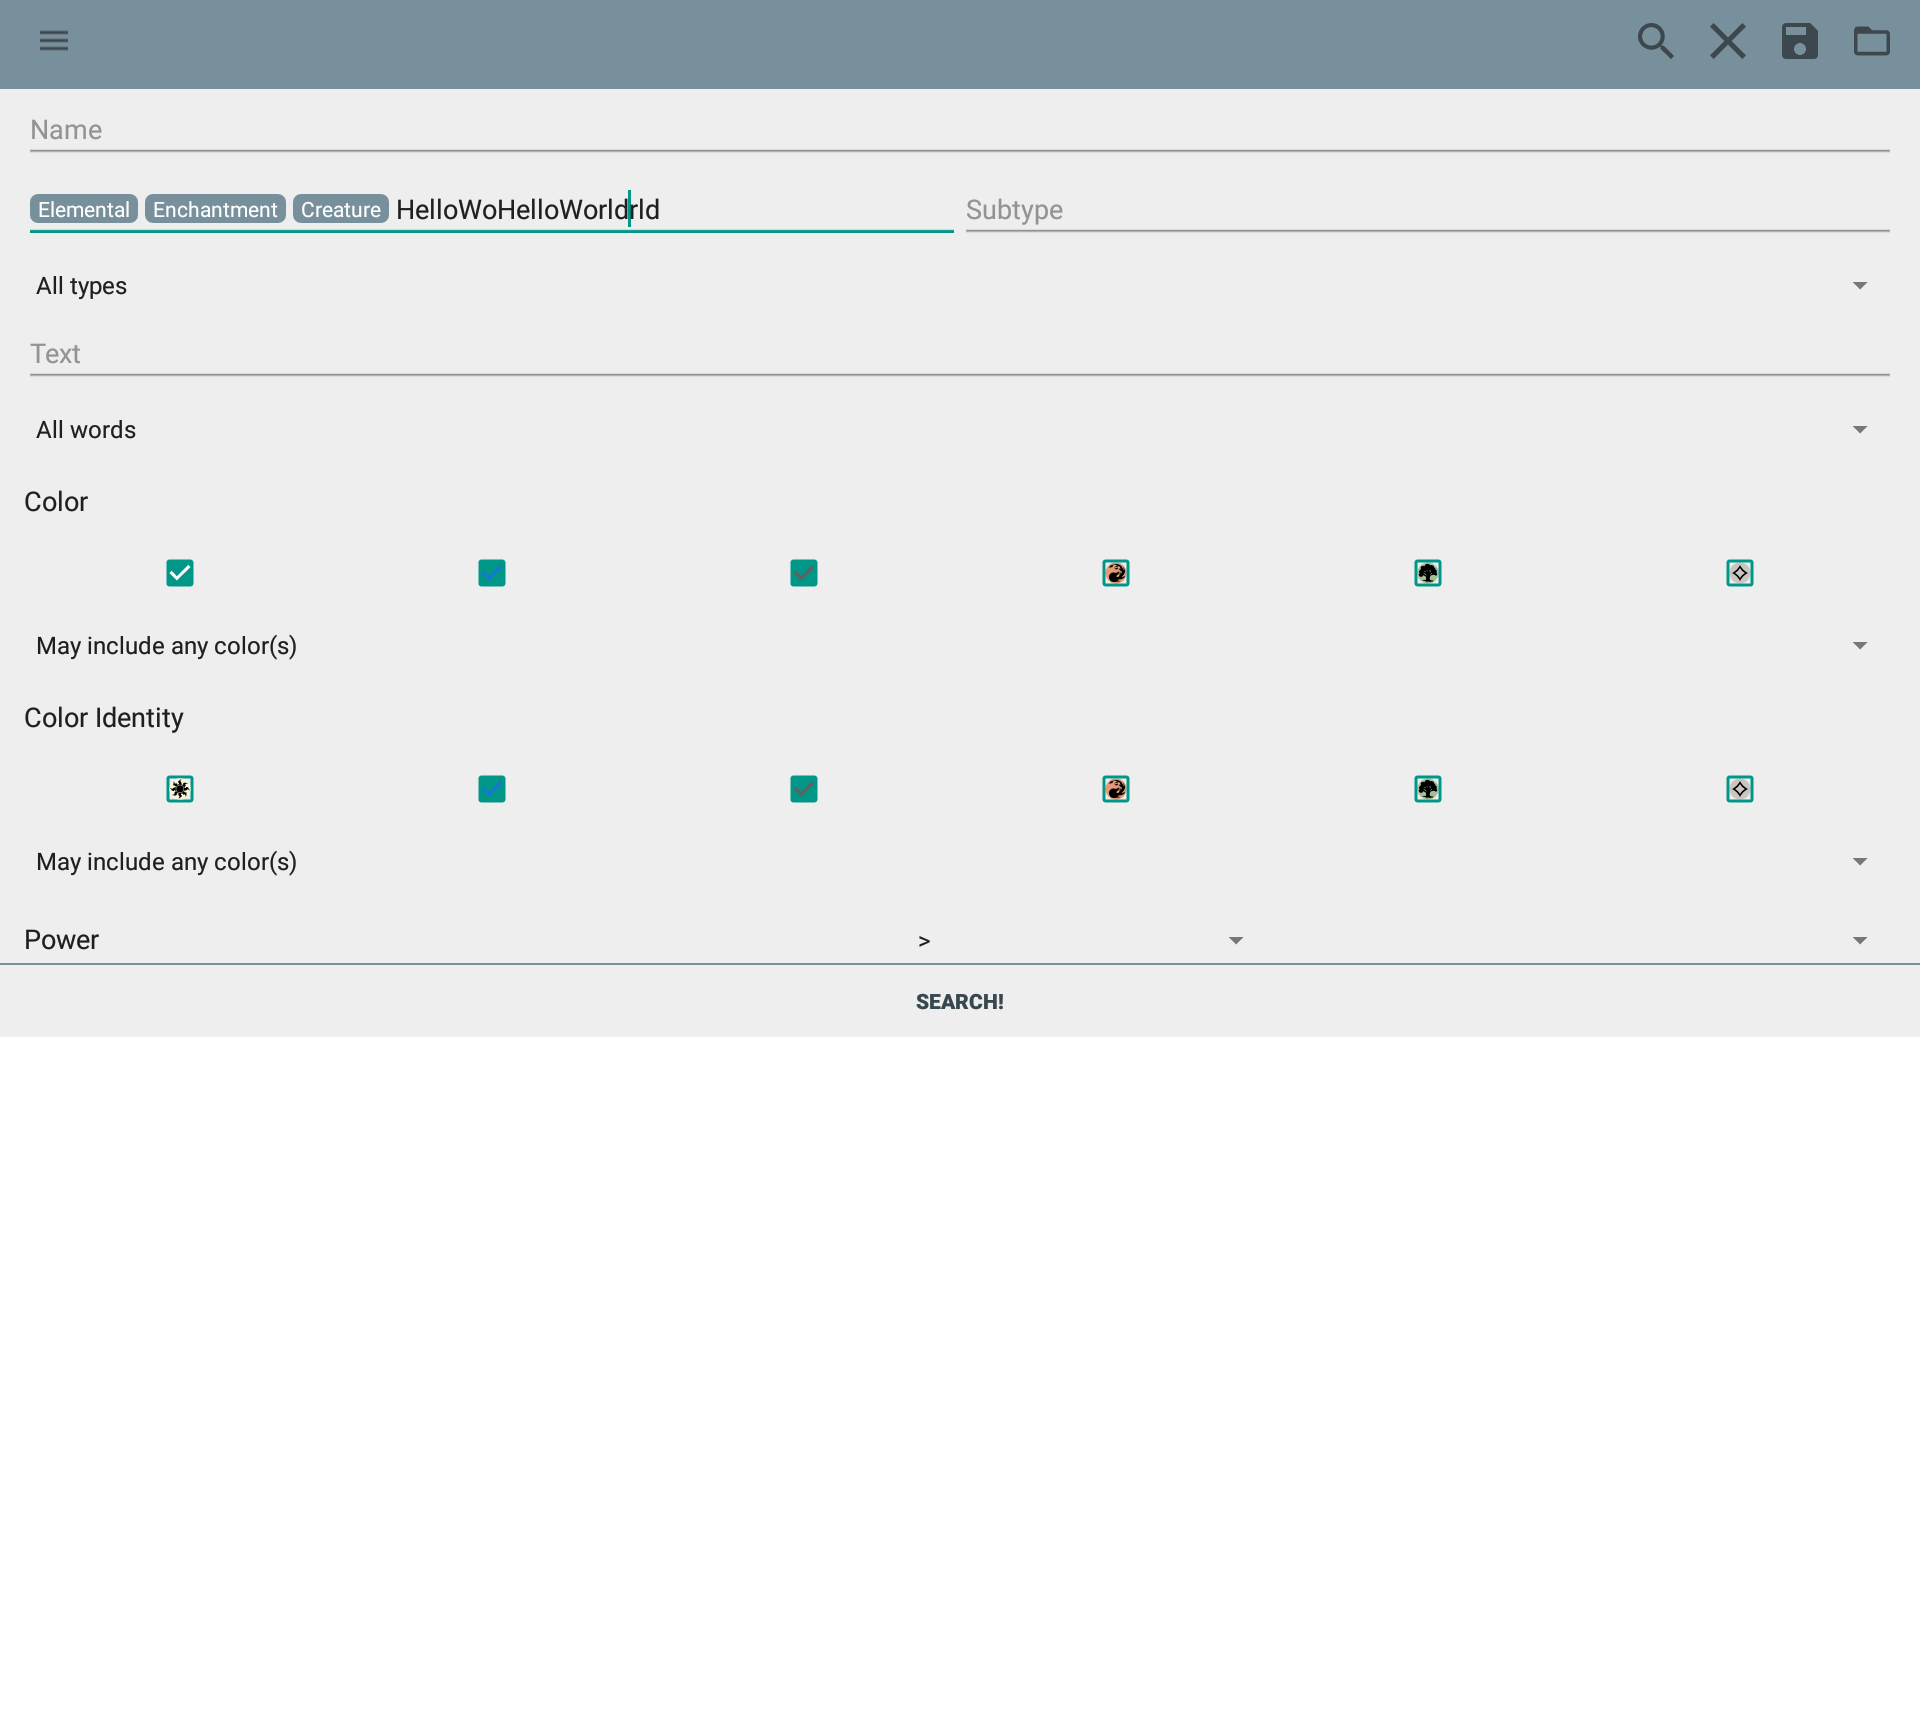 Name
Elemental Enchantment Creature HelloWoHelloWorldrld Subtype
All types
Text
All words
Color
May include any color(s)
Color Identity
May include any color(s)
Power >
SEARCH!